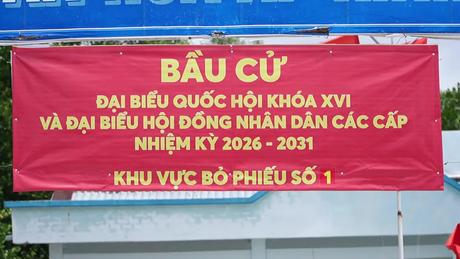 BẦU CỬ
ĐẠI BIỂU QUỐC HỘI KHÓA XVI
VÀ ĐẠI BIỂU HỘI ĐỒNG NHÂN DÂN CÁC CẤP
NHIỆM KỲ 2026 - 2031
KHU VỰC BỎ PHIẾU SỐ 1